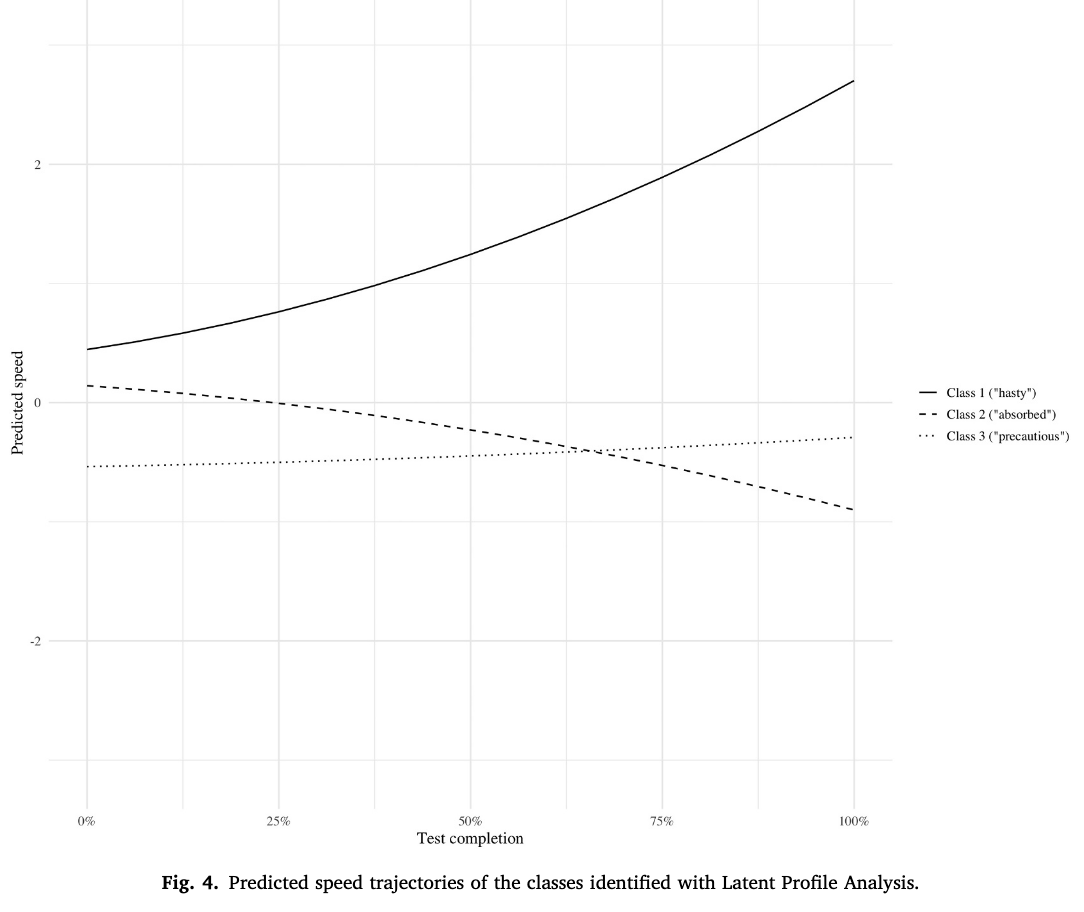 2
0
-2
Predicted speed
0%
25%
50%
75%
100%
Test completion
Class 1 ("hasty")
Class 2 ("absorbed")
Class 3 ("precautious")
Fig. 4. Predicted speed trajectories of the classes identified with Latent Profile Analysis.